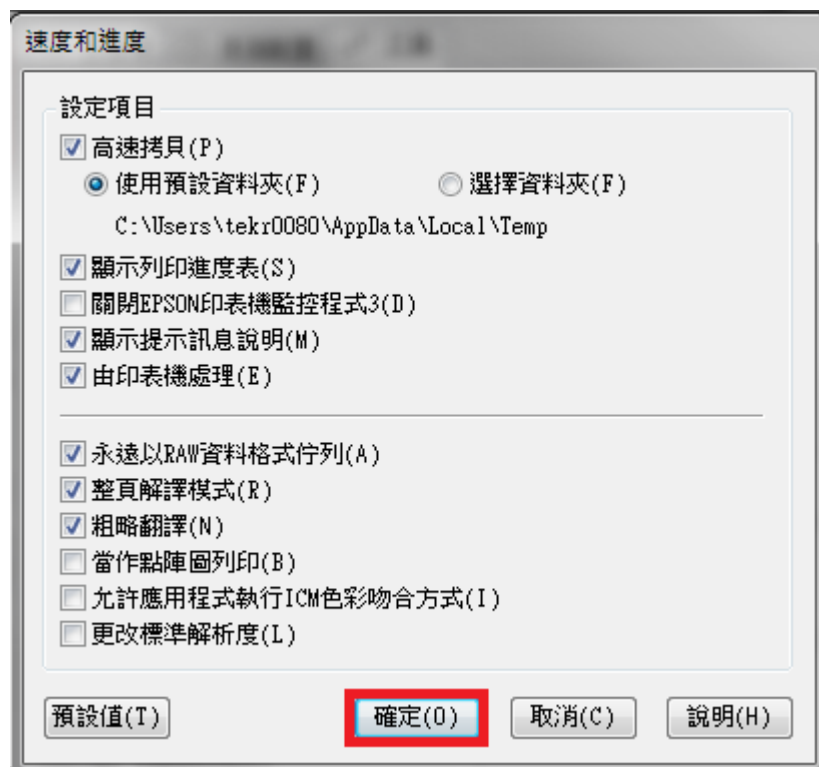 速度和進度
設定項目
高速拷貝(P)
使用預設資料夾(F) 選擇資料夾(F)
C:\Users\tekr0080\AppData\Local\Temp
顯示列印進度表(S)
關閉EPSON印表機監控程式3(D)
顯示提示訊息說明(M)
由印表機處理(E)
永遠以RAW資料格式佇列(A)
整頁解譯模式(R)
粗略翻譯(N)
當作點陣圖列印(B)
允許應用程式執行ICM色彩吻合方式(I)
更改標準解析度(L)
預設值(T) 確定(O) 取消(C) 說明(H)